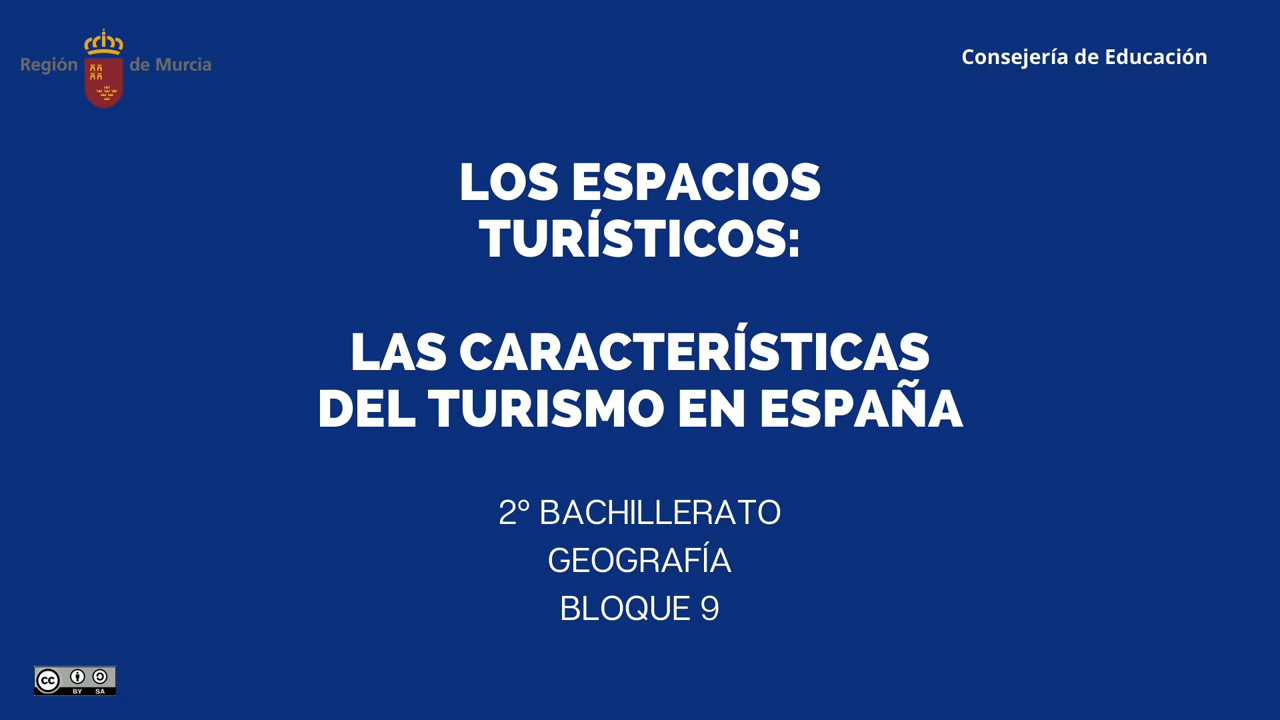 Región de Murcia
Consejería de Educación
LOS ESPACIOS
TURÍSTICOS:
LAS CARACTERÍSTICAS
DEL TURISMO EN ESPAÑA
2º BACHILLERATO
GEOGRAFÍA
BLOQUE 9
cc BY SA